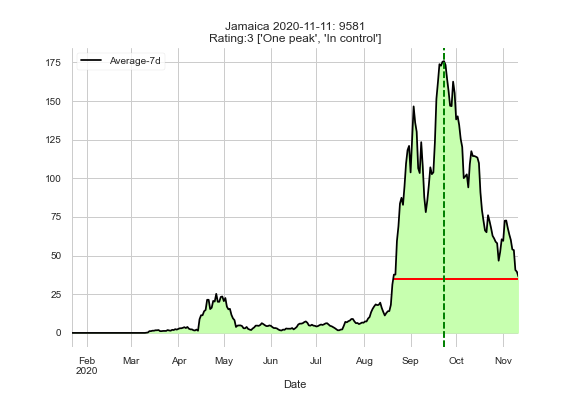 Jamaica 2020-11-11: 9581
Rating:3 ['One peak', 'In control']
Average-7d
175
150
125
100
75
50
25
0
Feb Mar Apr May Jun Jul Aug Sep Oct Nov
2020
Date